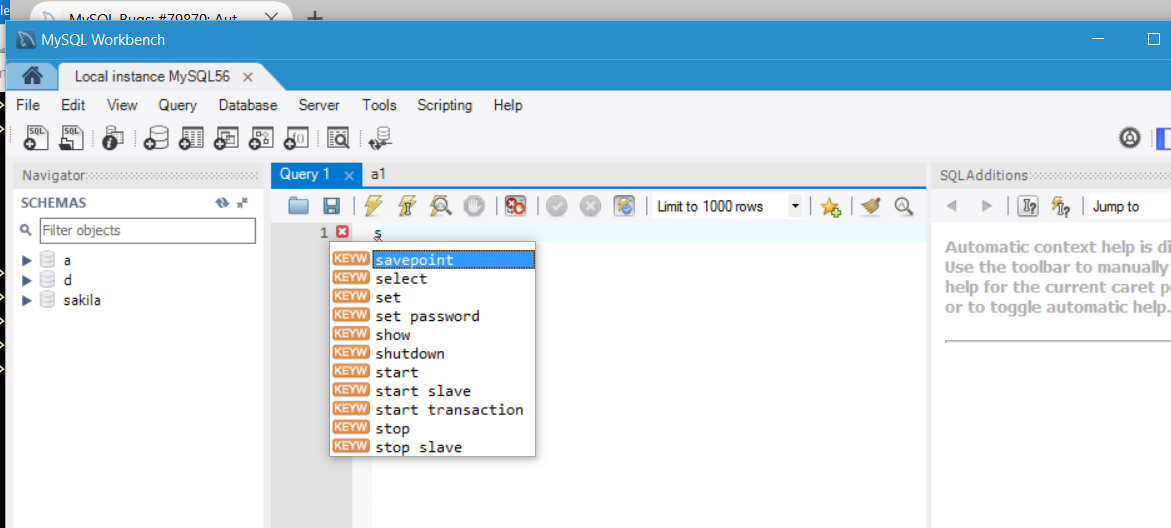 MySQL Bugs: #79870: Aut
MySQL Workbench
Local instance MySQL56
File Edit View Query Database Server Tools Scripting Help
SQL SQL
Navigator
SCHEMAS
Filter objects
a
d
sakila
Query 1 a1
Limit to 1000 rows
1 s
KEYW savepoint
KEYW select
KEYW set
KEYW set password
KEYW show
KEYW shutdown
KEYW start
KEYW start slave
KEYW start transaction
KEYW stop
KEYW stop slave
SQLAdditions
Jump to
Automatic context help is di
Use the toolbar to manually
help for the current caret p
or to toggle automatic help.